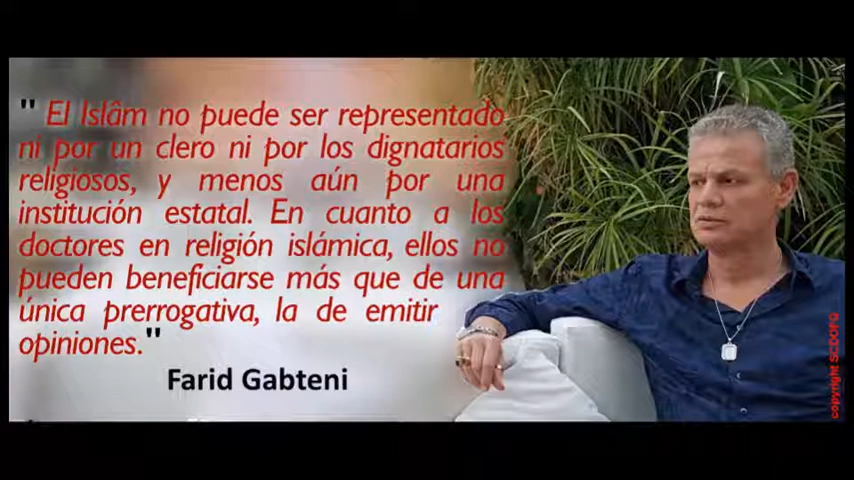 " El Islâm no puede ser representado
ni por un clero ni por los dignatarios
religiosos, y menos aún por una
institución estatal. En cuanto a los
doctores en religión islámica, ellos no
pueden beneficiarse más que de una
única prerrogativa, la de emitir
opiniones."
Farid Gabteni
copyright SCDOFG